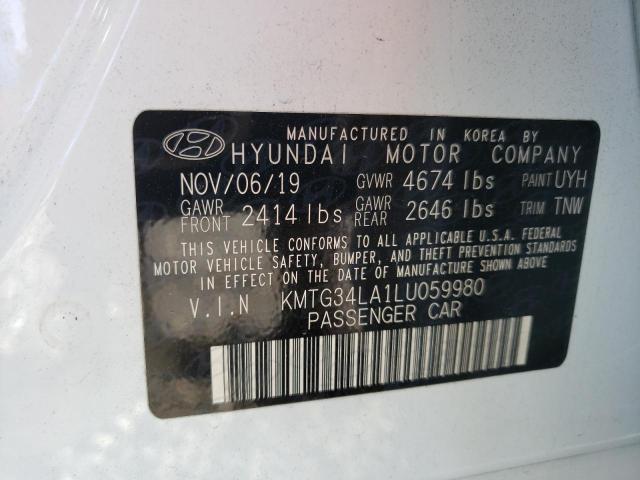 MANUFACTURED IN KOREA BY
HYUNDAI MOTOR COMPANY
NOV/06/19 GVWR 4674 lbs PAINT UYH
GAWR FRONT 2414 lbs GAWR REAR 2646 lbs TRIM TNW
THIS VEHICLE CONFORMS TO ALL APPLICABLE U.S.A. FEDERAL
MOTOR VEHICLE SAFETY, BUMPER, AND THEFT PREVENTION STANDARDS
IN EFFECT ON THE DATE OF MANUFACTURE SHOWN ABOVE.
V.I.N KMTG34LA1LU059980
PASSENGER CAR